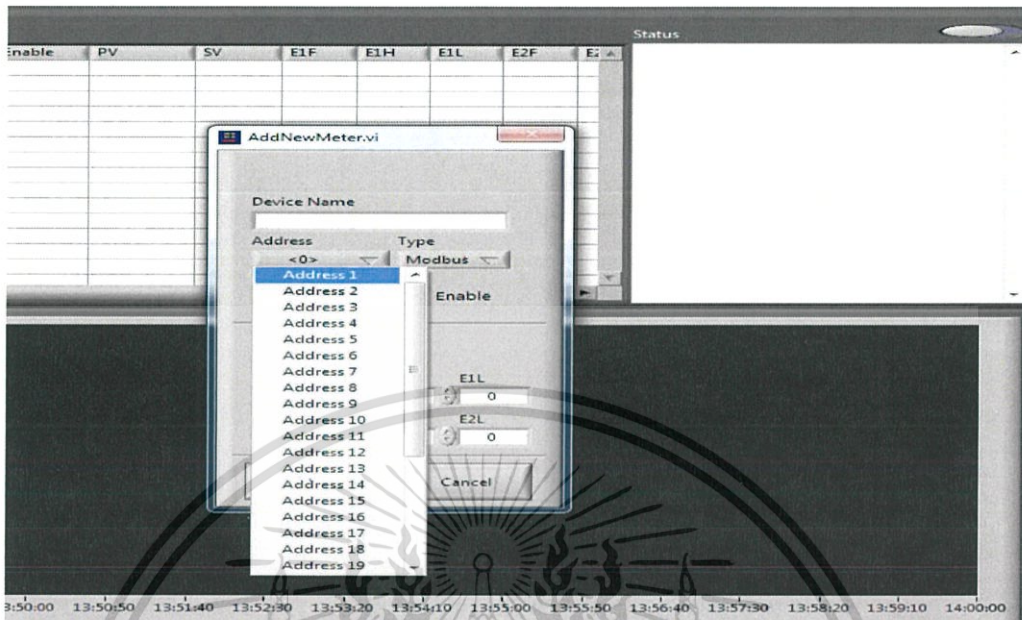 Status
Enable PV SV E1F E1H E1L E2F
AddNewMeter.vi
Device Name
Address Type
<0> Modbus
Address 1
Address 2
Enable
Address 3
Address 4
Address 5
Address 6
Address 7
Address 8
E1L
Address 9
0
Address 10
E2L
Address 11
0
Address 12
Address 13
Address 14
Cancel
Address 15
Address 16
Address 17
Address 18
Address 19
3:50:00 13:50:50 13:51:40 13:52:30 13:53:20 13:54:10 13:55:00 13:55:50 13:56:40 13:57:30 13:58:20 13:59:10 14:00:00